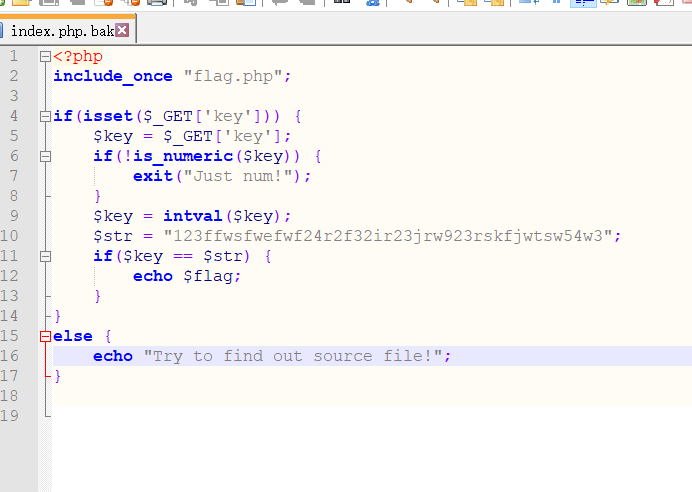 index.php.bak
1 <?php
2 include_once "flag.php";
3
4 if(isset($_GET['key'])) {
5 $key = $_GET['key'];
6 if(!is_numeric($key)) {
7 exit("Just num!");
8 }
9 $key = intval($key);
10 $str = "123ffwsfwefwf24r2f32ir23jrw923rskfjwtsw54w3";
11 if($key == $str) {
12 echo $flag;
13 }
14 }
15 else {
16 echo "Try to find out source file!";
17 }
18
19